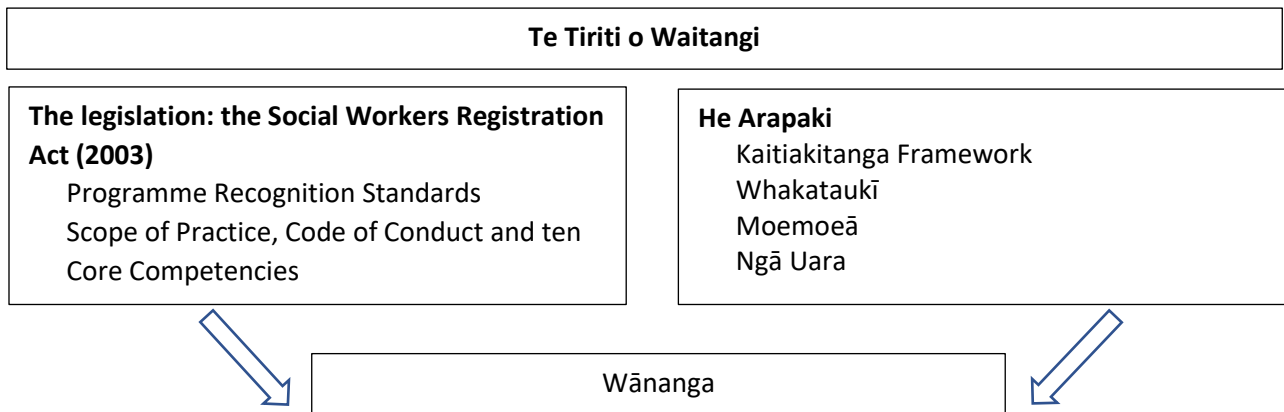 Te Tiriti o Waitangi
The legislation: the Social Workers Registration
Act (2003)
Programme Recognition Standards
Scope of Practice, Code of Conduct and ten
Core Competencies
He Arapaki
Kaitiakitanga Framework
Whakataukī
Moemoeā
Ngā Uara
Wānanga